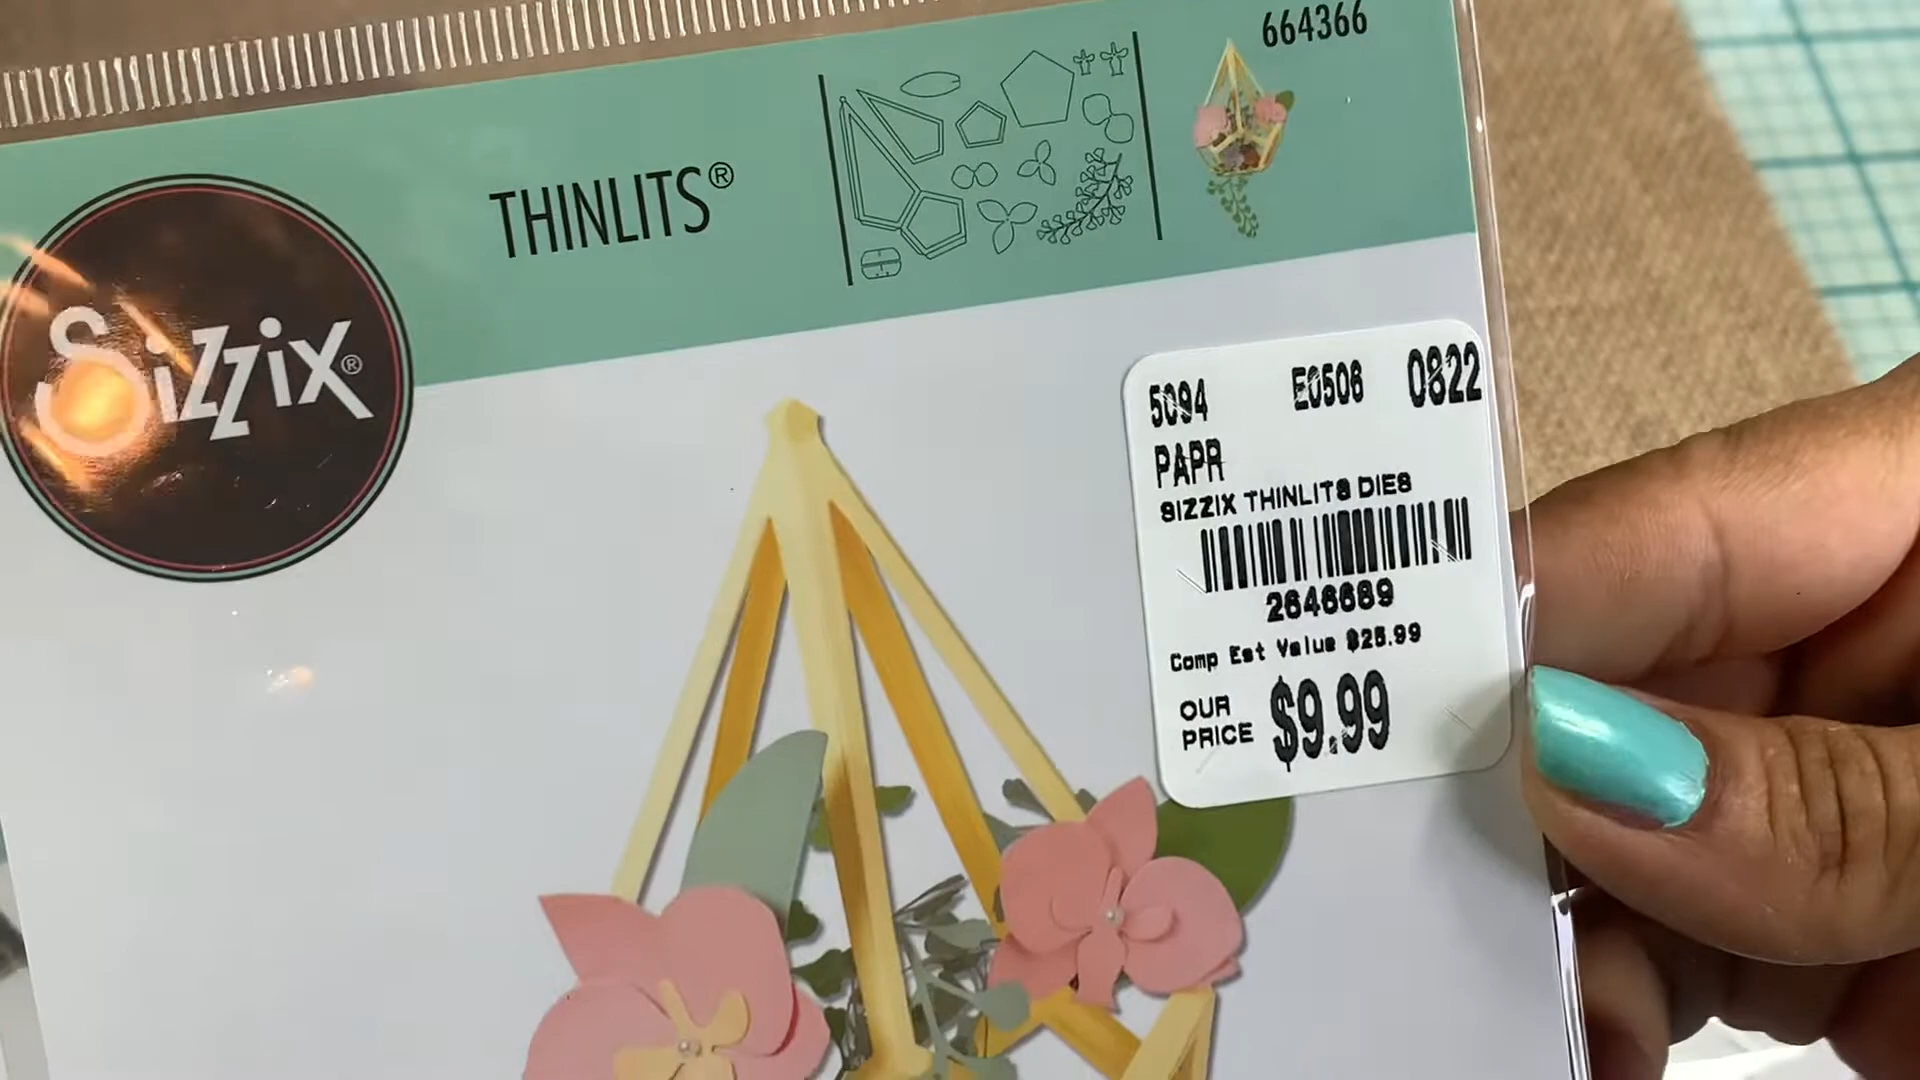 664366
THINLITS®
Sizzix®
5094 E0506 0822
PAPR
SIZZIX THINLITS DIES
2646689
Comp Est Value $25.99
OUR PRICE $9.99